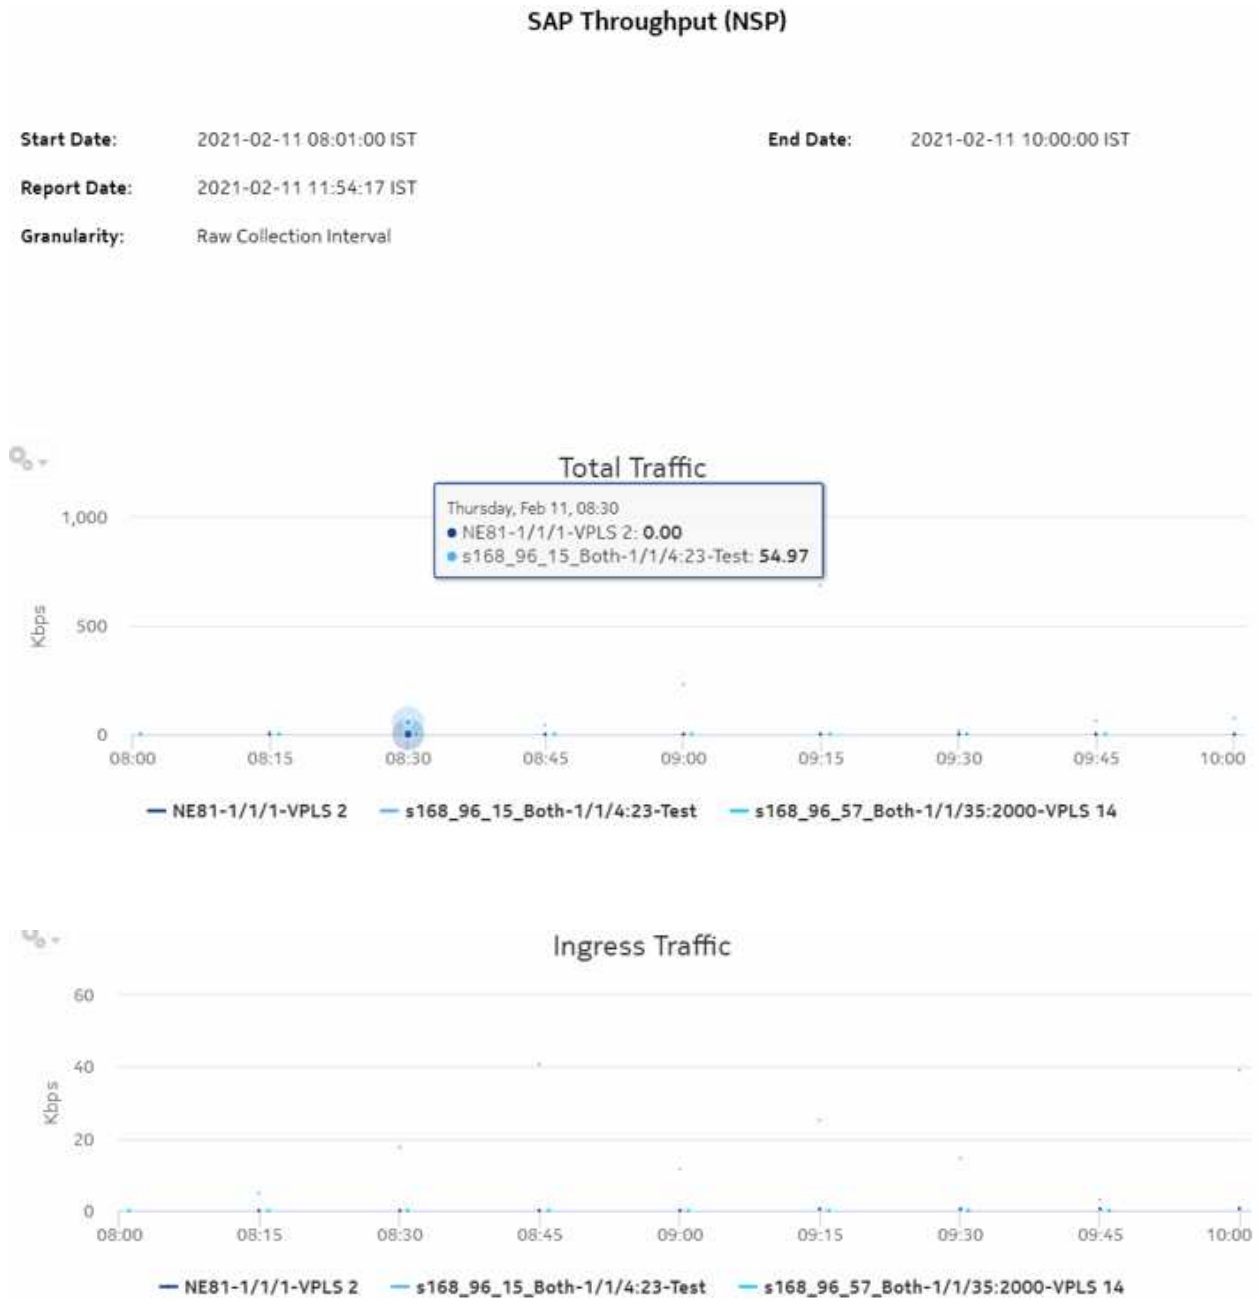 SAP Throughput (NSP)
Start Date: 2021-02-11 08:01:00 IST End Date: 2021-02-11 10:00:00 IST
Report Date: 2021-02-11 11:54:17 IST
Granularity: Raw Collection Interval
Total Traffic
Thursday, Feb 11, 08:30
NE81-1/1/1-VPLS 2: 0.00
s168_96_15_Both-1/1/4:23-Test: 54.97
1,000
500
0
Kbps
08:00 08:15 08:30 08:45 09:00 09:15 09:30 09:45 10:00
NE81-1/1/1-VPLS 2 s168_96_15_Both-1/1/4:23-Test s168_96_57_Both-1/1/35:2000-VPLS 14
Ingress Traffic
60
40
20
0
Kbps
08:00 08:15 08:30 08:45 09:00 09:15 09:30 09:45 10:00
NE81-1/1/1-VPLS 2 s168_96_15_Both-1/1/4:23-Test s168_96_57_Both-1/1/35:2000-VPLS 14